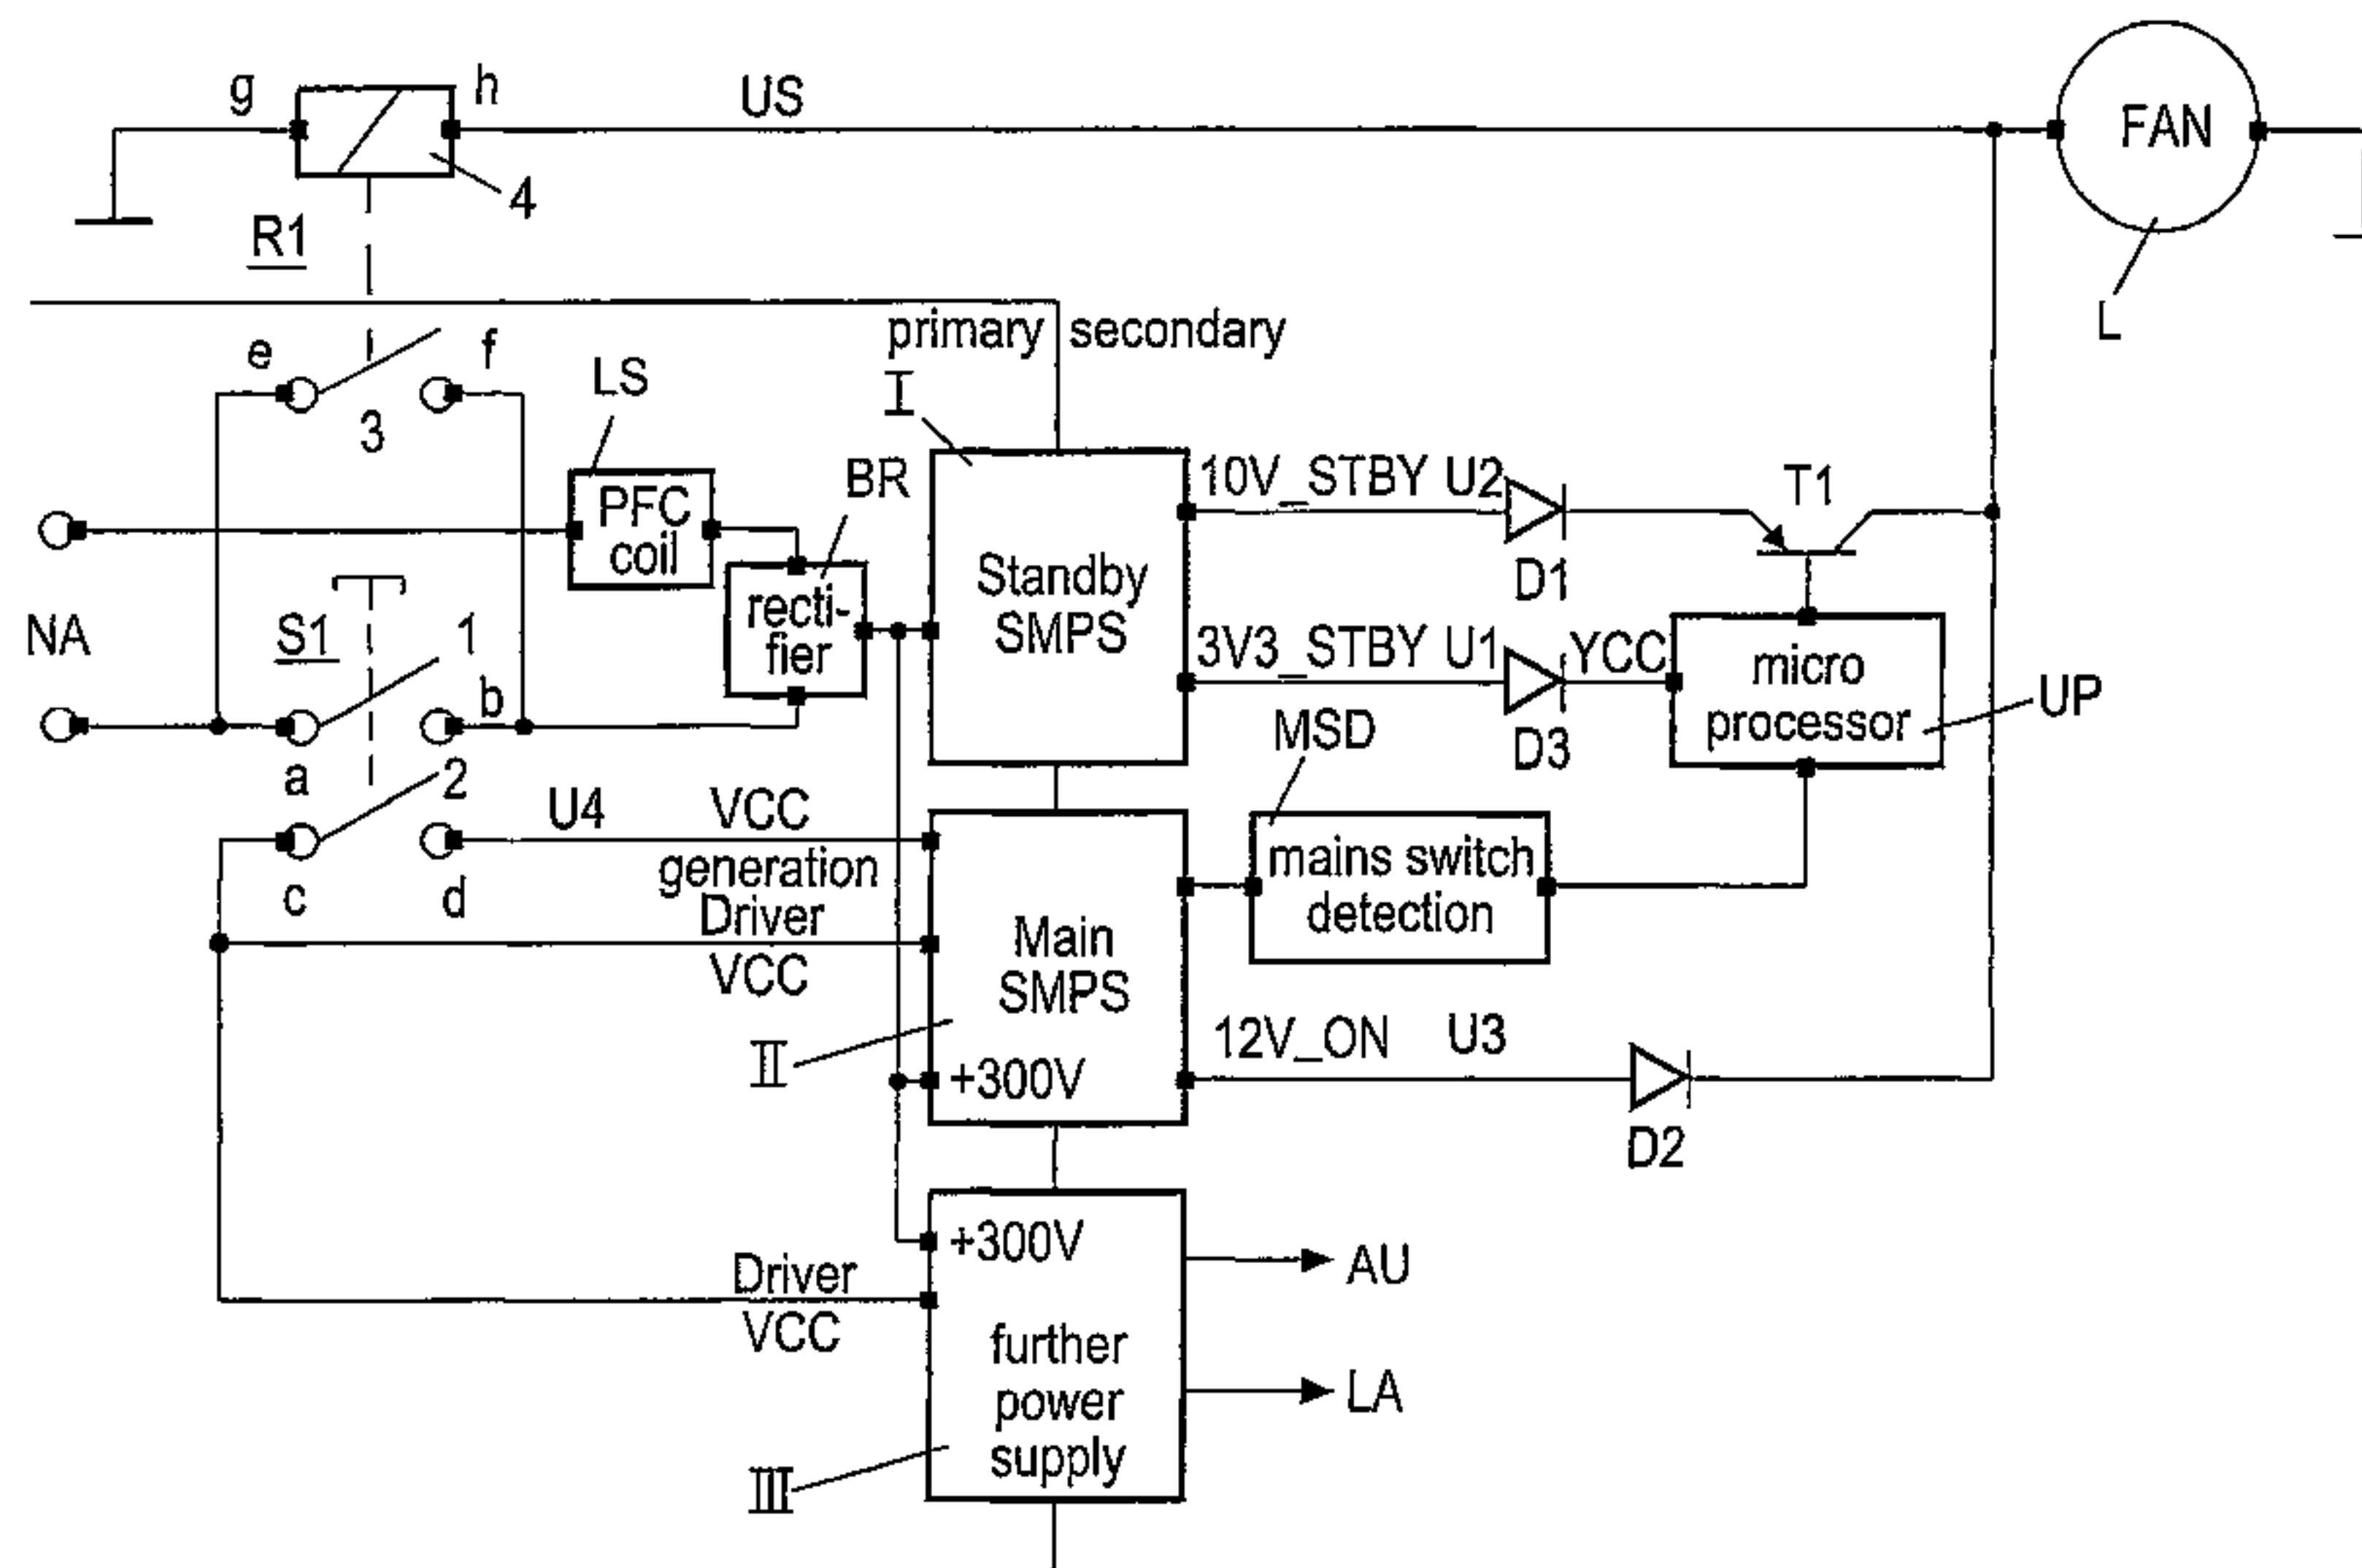 g
h
US
FAN
4
R1
L
primary secondary
e
f
LS
I
3
BR
10V_STBY U2
T1
PFC
coil
D1
Standby
SMPS
NA
S1
1
recti-
fier
3V3_STBY U1
YCC
micro
processor
UP
b
MSD
D3
a
2
U4
VCC
generation
Driver
VCC
c
d
mains switch
detection
Main
SMPS
II
+300V
12V_ON U3
D2
+300V
AU
Driver
VCC
further
power
supply
LA
III